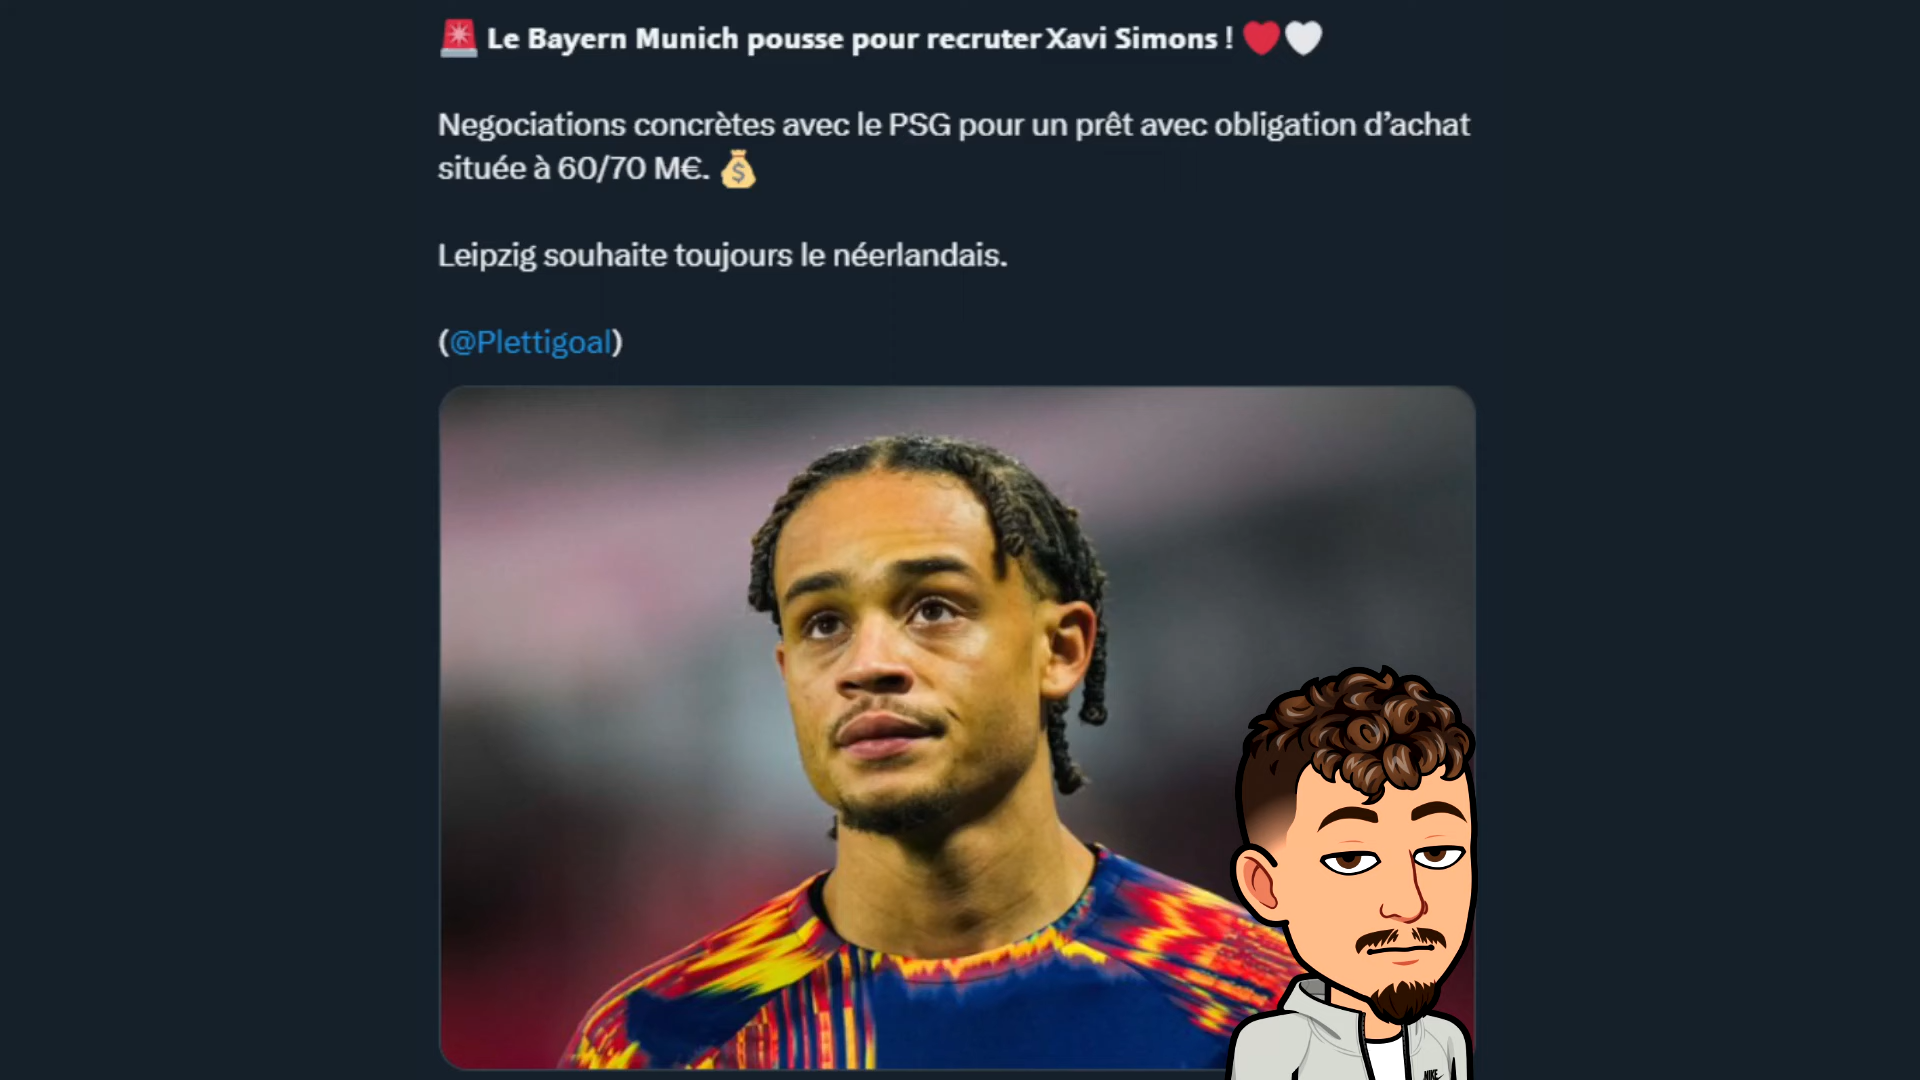 🚨 Le Bayern Munich pousse pour recruter Xavi Simons ! ❤️🤍
Negociations concrètes avec le PSG pour un prêt avec obligation d’achat
située à 60/70 M€. 💰
Leipzig souhaite toujours le néerlandais.
(@Plettigoal)
NIKE